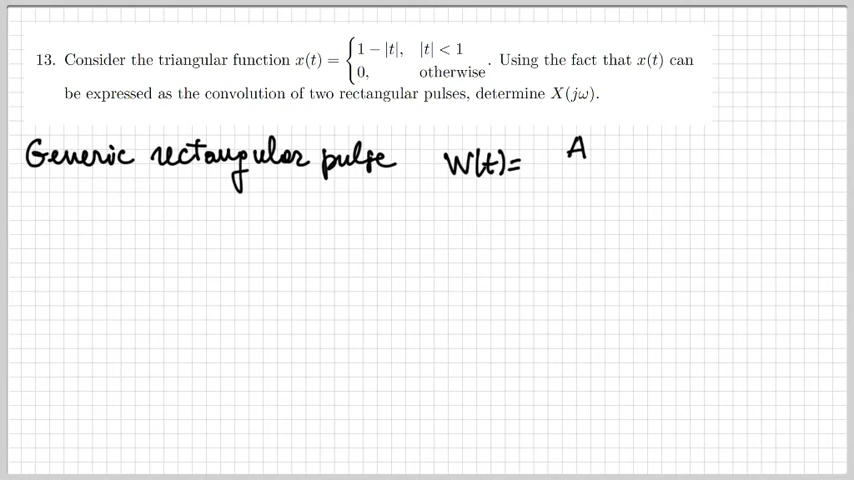 13. Consider the triangular function x(t) = {1 − |t|, |t| < 1; 0, otherwise. Using the fact that x(t) can
be expressed as the convolution of two rectangular pulses, determine X(jω).
Generic rectangular pulse W(t)= A